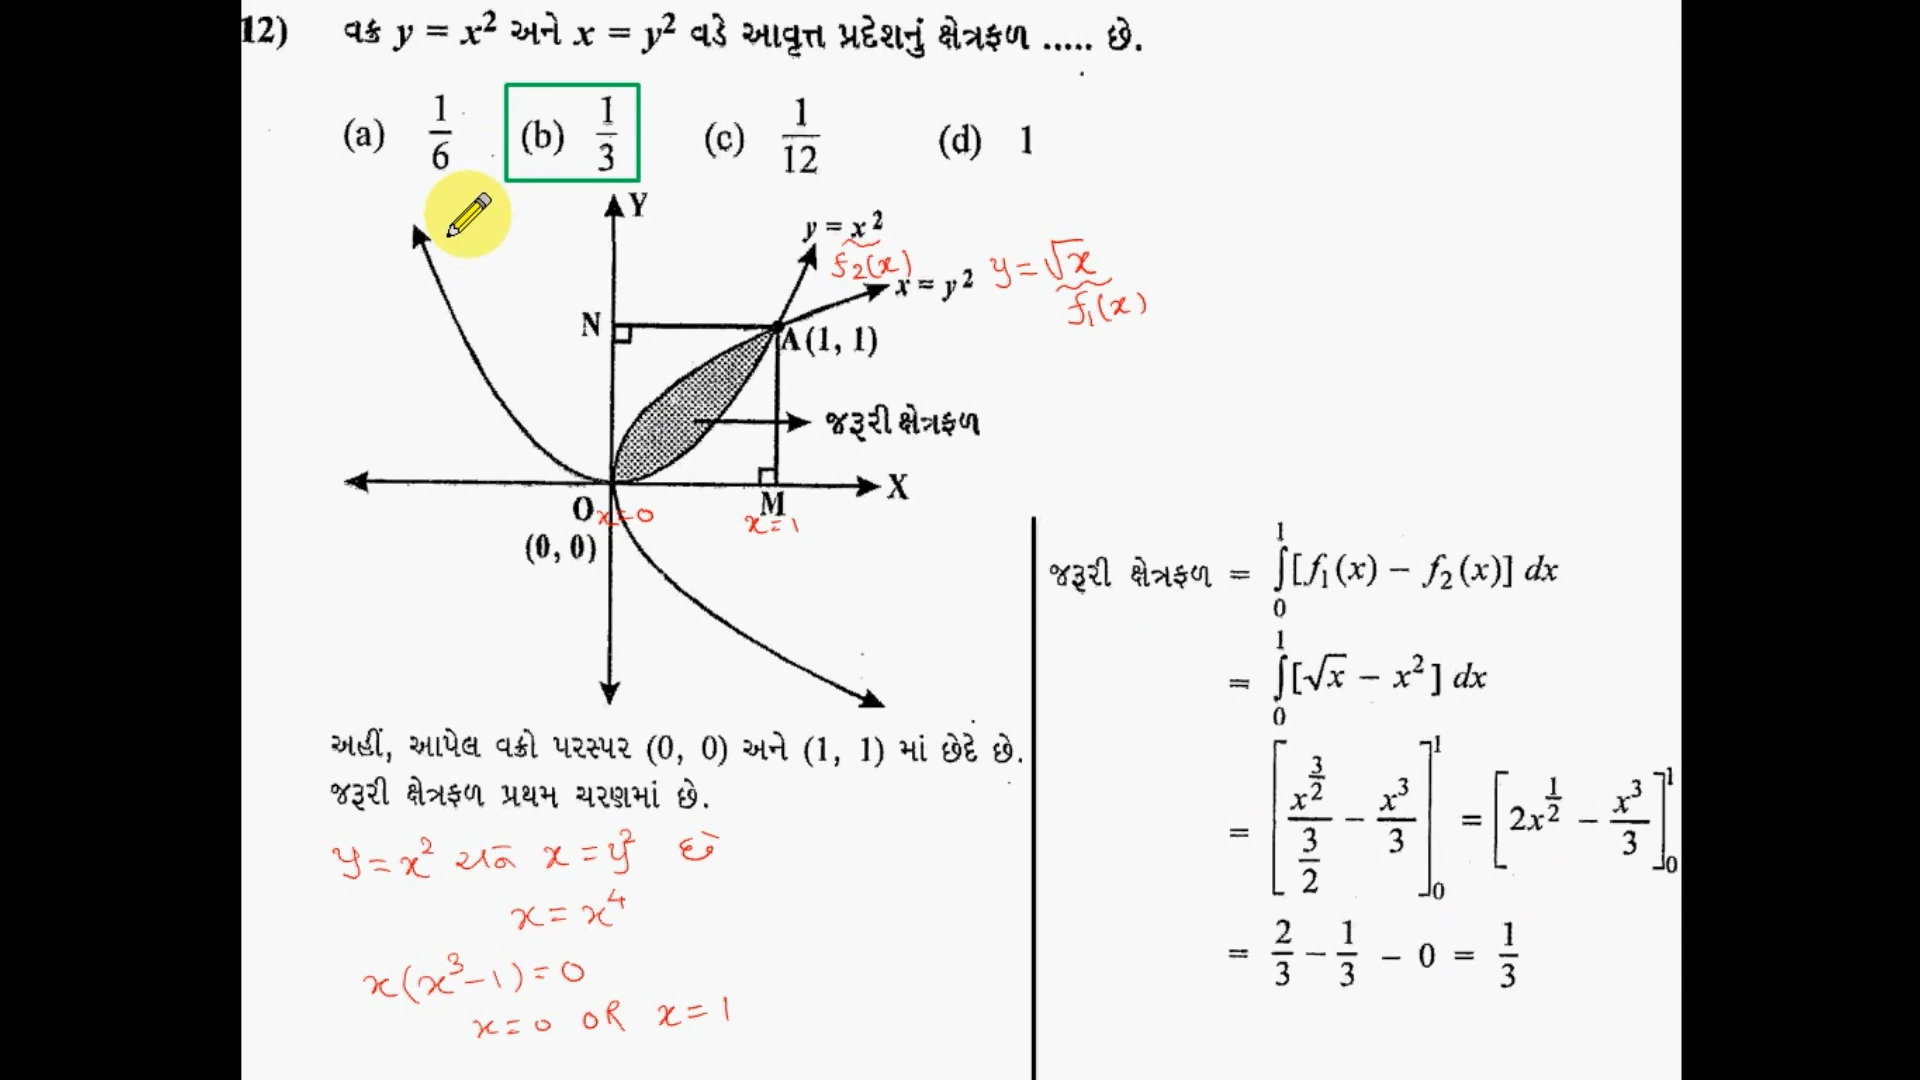 12) વક્ર y = x² અને x = y² વડે આવૃત્ત પ્રદેશનું ક્ષેત્રફળ ..... છે.
(a) 1/6 (b) 1/3 (c) 1/12 (d) 1
Y
y = x²
f₂(x)
x = y² y = √x
f₁(x)
N
A (1, 1)
જરૂરી ક્ષેત્રફળ
X
O M
x=0 x=1
(0, 0)
અહીં, આપેલ વક્રો પરસ્પર (0, 0) અને (1, 1) માં છેદે છે.
જરૂરી ક્ષેત્રફળ પ્રથમ ચરણમાં છે.
y = x² અને x = y² છે
x = x⁴
x(x³-1) = 0
x = 0 OR x = 1
જરૂરી ક્ષેત્રફળ = ∫₀¹ [f₁(x) − f₂(x)] dx
= ∫₀¹ [√x − x²] dx
= [x^(3/2)/(3/2) − x³/3]₀¹ = [2x^(1/2) − x³/3]₀¹
= 2/3 − 1/3 − 0 = 1/3